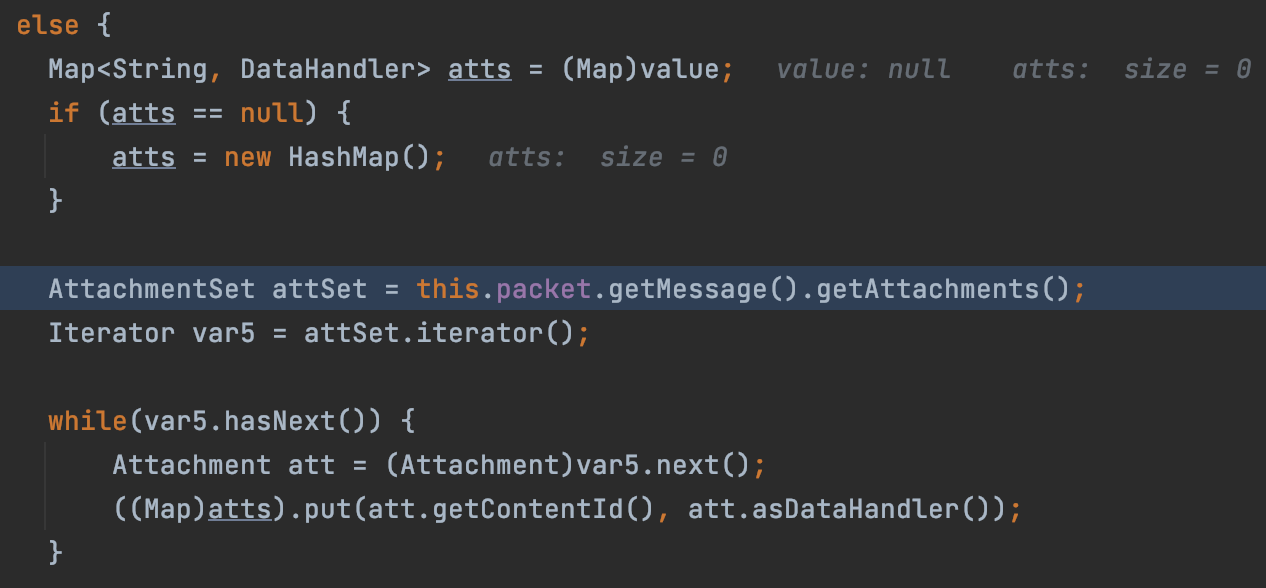 else {
Map<String, DataHandler> atts = (Map)value; value: null atts: size = 0
if (atts == null) {
atts = new HashMap(); atts: size = 0
}
AttachmentSet attSet = this.packet.getMessage().getAttachments();
Iterator var5 = attSet.iterator();
while(var5.hasNext()) {
Attachment att = (Attachment)var5.next();
((Map)atts).put(att.getContentId(), att.asDataHandler());
}